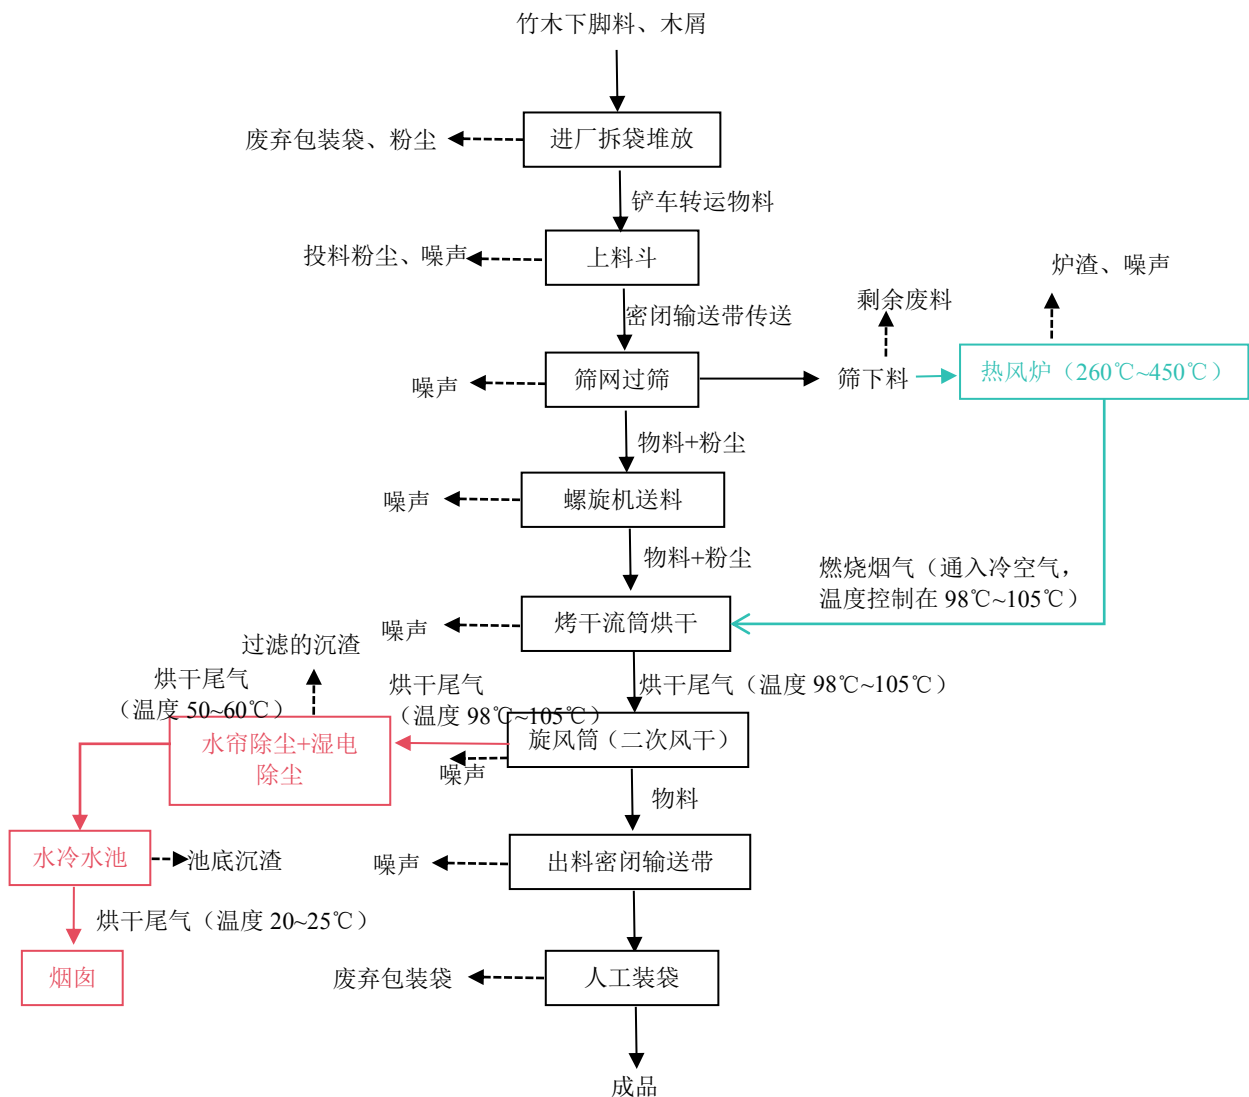 竹木下脚料、木屑
进厂拆袋堆放
废弃包装袋、粉尘
铲车转运物料
上料斗
投料粉尘、噪声
密闭输送带传送
炉渣、噪声
剩余废料
筛网过筛
噪声
筛下料
热风炉（260℃~450℃）
物料+粉尘
螺旋机送料
噪声
物料+粉尘
燃烧烟气（通入冷空气，
温度控制在 98℃~105℃）
烤干流筒烘干
噪声
过滤的沉渣
烘干尾气
（温度 50~60℃）
烘干尾气
（温度 98℃~105℃）
烘干尾气（温度 98℃~105℃）
水帘除尘+湿电
除尘
旋风筒（二次风干）
噪声
物料
水冷水池
池底沉渣
噪声
出料密闭输送带
烘干尾气（温度 20~25℃）
烟囱
废弃包装袋
人工装袋
成品